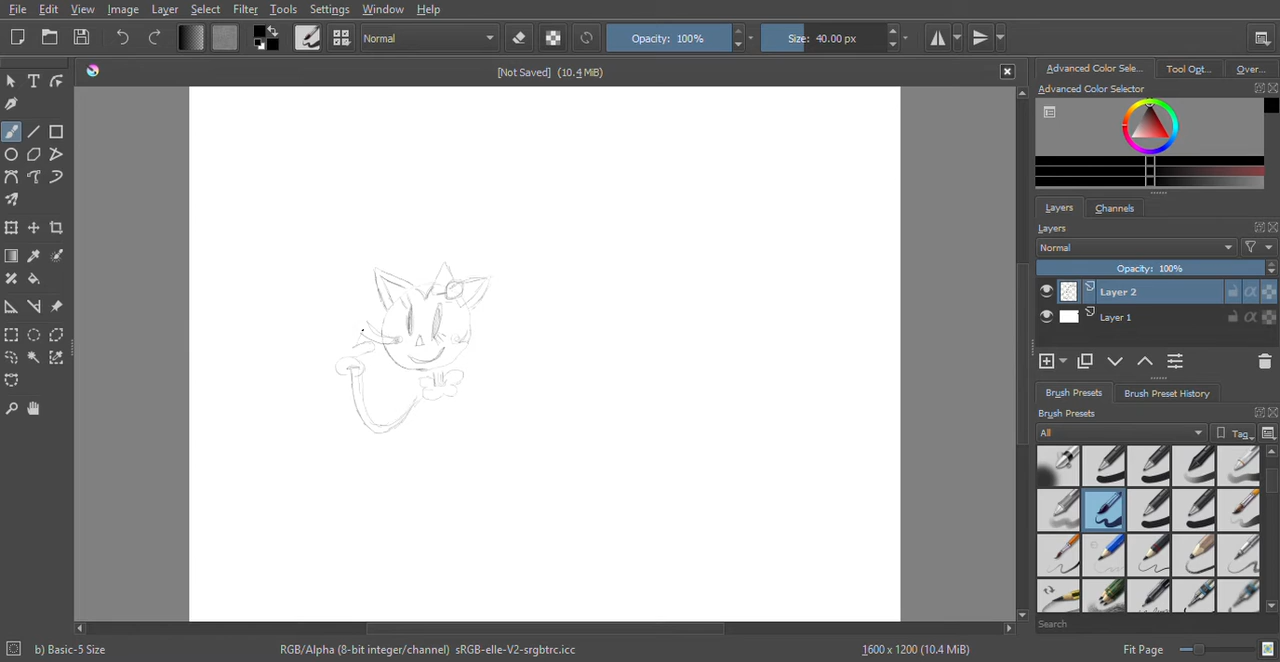 File Edit View Image Layer Select Filter Tools Settings Window Help
Normal Opacity: 100% Size: 40.00 px
[Not Saved] (10.4 MiB)
Advanced Color Sele... Tool Opt... Over...
Advanced Color Selector
Layers Channels
Layers
Normal
Opacity: 100%
Layer 2
Layer 1
Brush Presets Brush Preset History
Brush Presets
All Tag
Search
b) Basic-5 Size RGB/Alpha (8-bit integer/channel) sRGB-elle-V2-srgbtrc.icc 1600 x 1200 (10.4 MiB) Fit Page